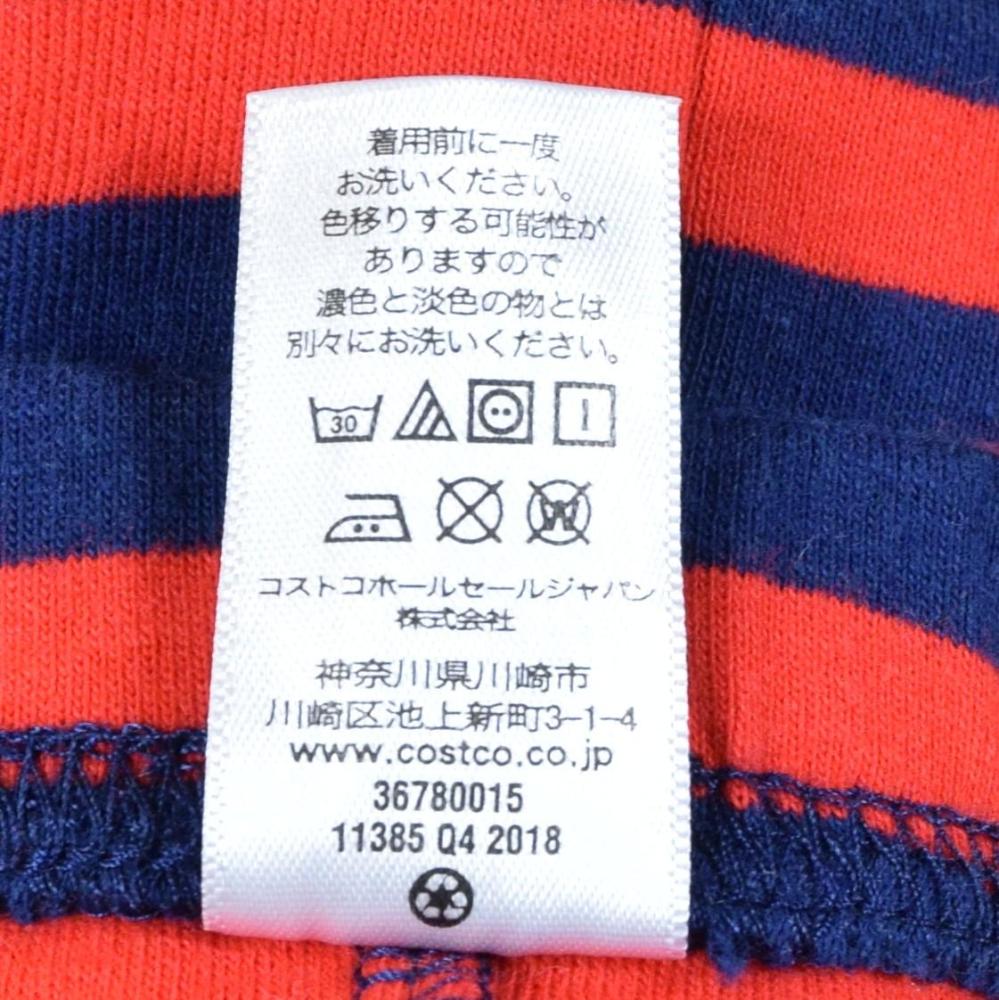 着用前に一度
お洗いください。
色移りする可能性が
ありますので
濃色と淡色の物とは
別々にお洗いください。
30
W
コストコホールセールジャパン
株式会社
神奈川県川崎市
川崎区池上新町3-1-4
www.costco.co.jp
36780015
11385 Q4 2018